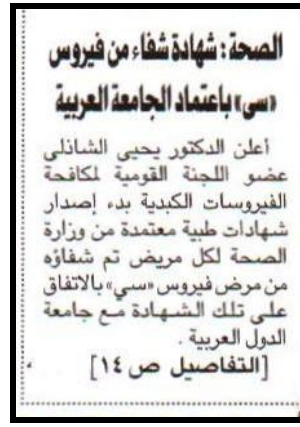 الصحة : شهادة شفاء من فيروس
«سى» باعتماد الجامعة العربية
أعلن الدكتور يحيى الشاذلى
عضو اللجنة القومية لمكافحة
الفيروسات الكبدية بدء إصدار
شهادات طبية معتمدة من وزارة
الصحة لكل مريض تم شفاؤه
من مرض فيروس «سى» بالاتفاق
على تلك الشهادة مع جامعة
الدول العربية .
[التفاصيل ص ١٤]